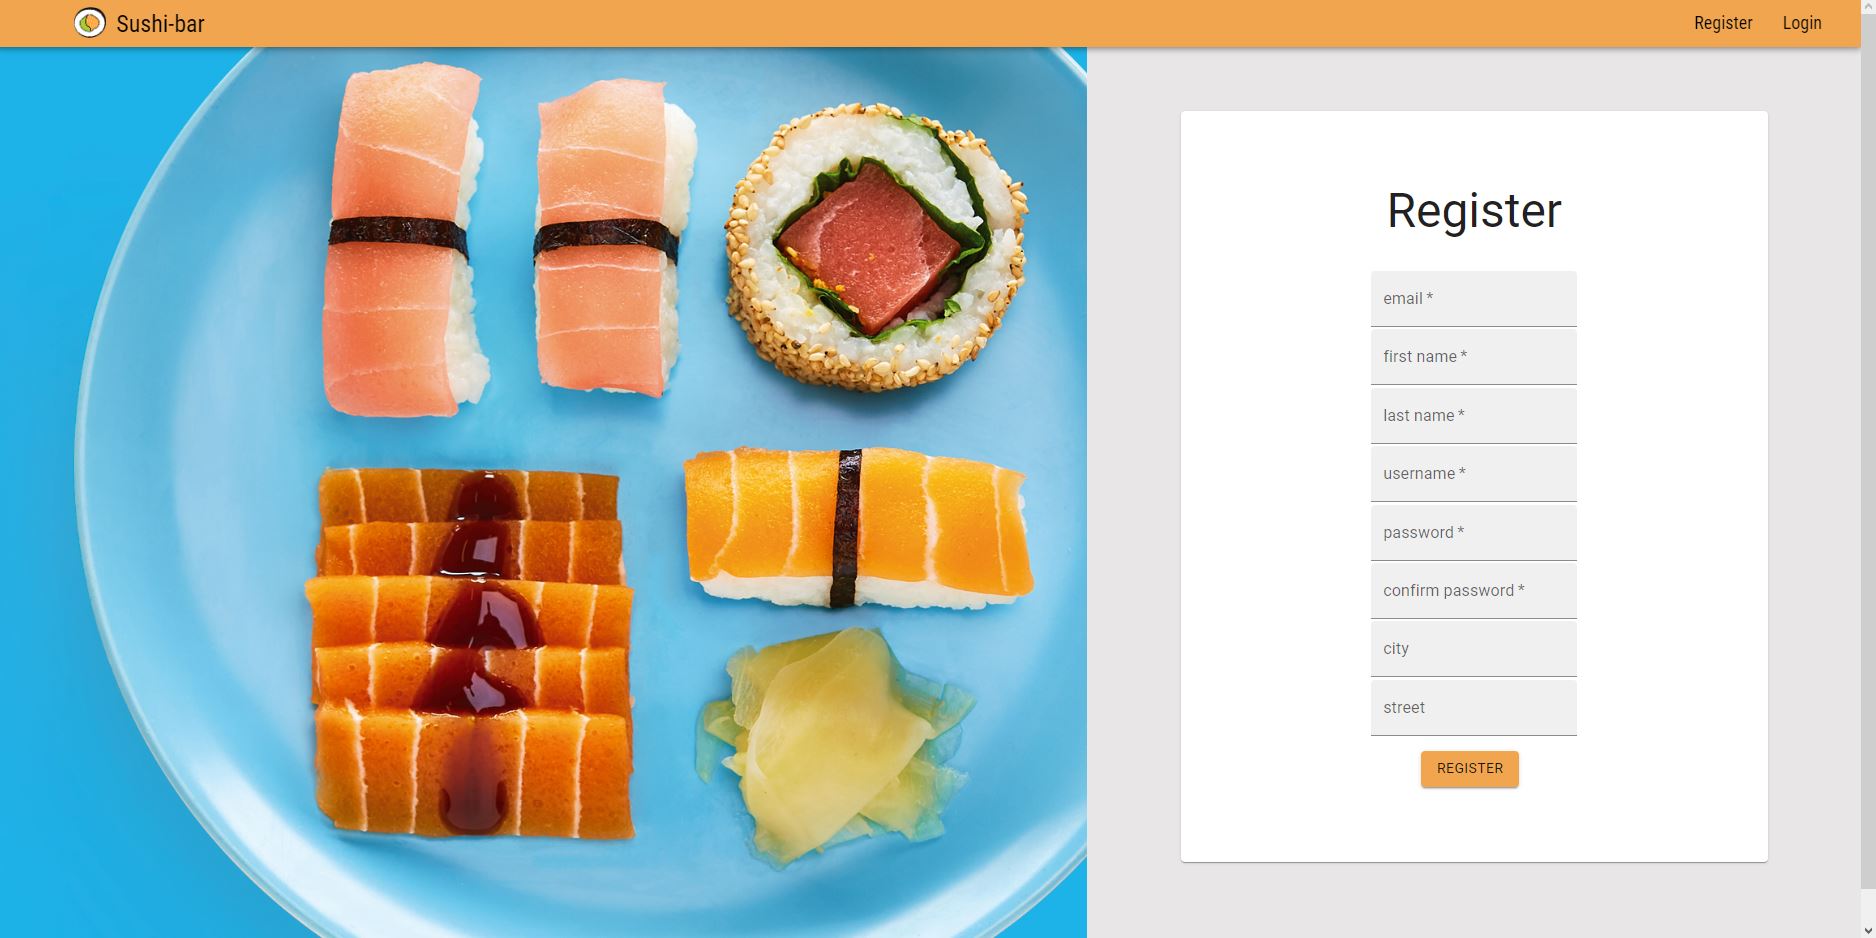 Sushi-bar
Register Login
Register
email *
first name *
last name *
username *
password *
confirm password *
city
street
REGISTER